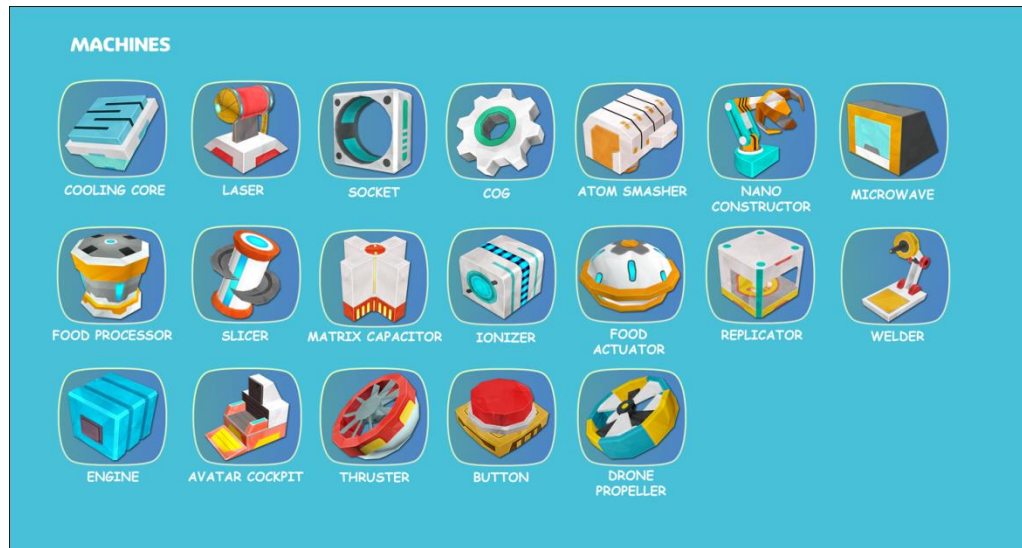 MACHINES
COOLING CORE
LASER
SOCKET
COG
ATOM SMASHER
NANO
CONSTRUCTOR
MICROWAVE
FOOD PROCESSOR
SLICER
MATRIX CAPACITOR
IONIZER
FOOD
ACTUATOR
REPLICATOR
WELDER
ENGINE
AVATAR COCKPIT
THRUSTER
BUTTON
DRONE
PROPELLER